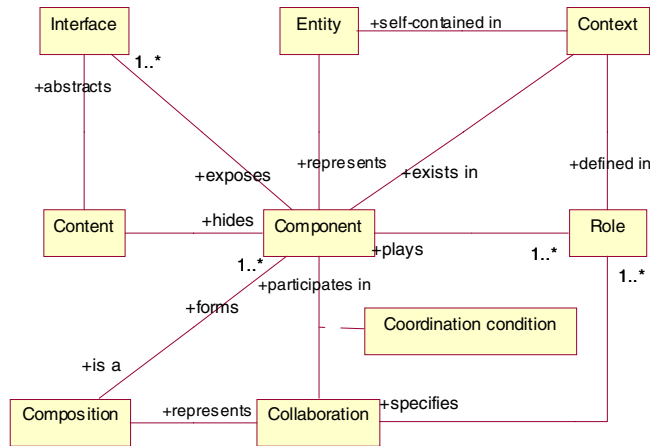 Interface
Entity
Context
+self-contained in
1..*
+abstracts
+represents
+exposes
+exists in
+defined in
Content
+hides
Component
+plays
Role
1..*
1..*
1..*
+participates in
+forms
Coordination condition
+is a
Composition
+represents
Collaboration
+specifies